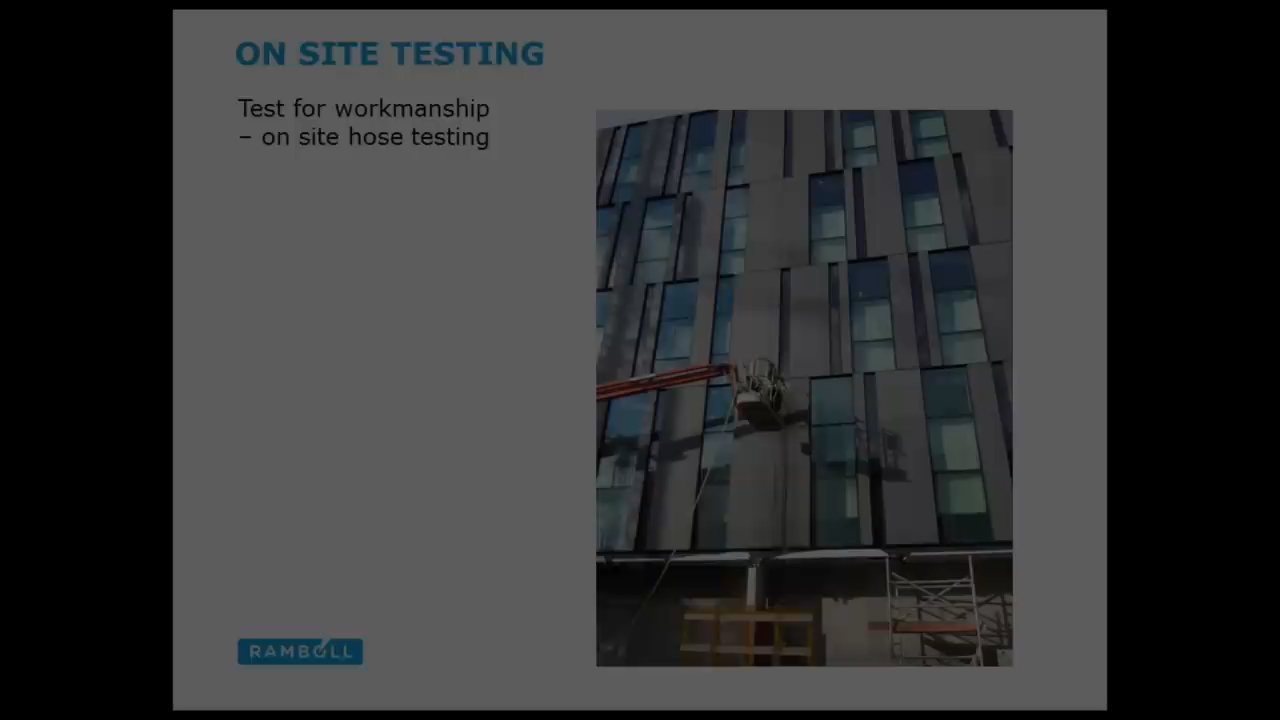 ON SITE TESTING
Test for workmanship
– on site hose testing
RAMBOLL